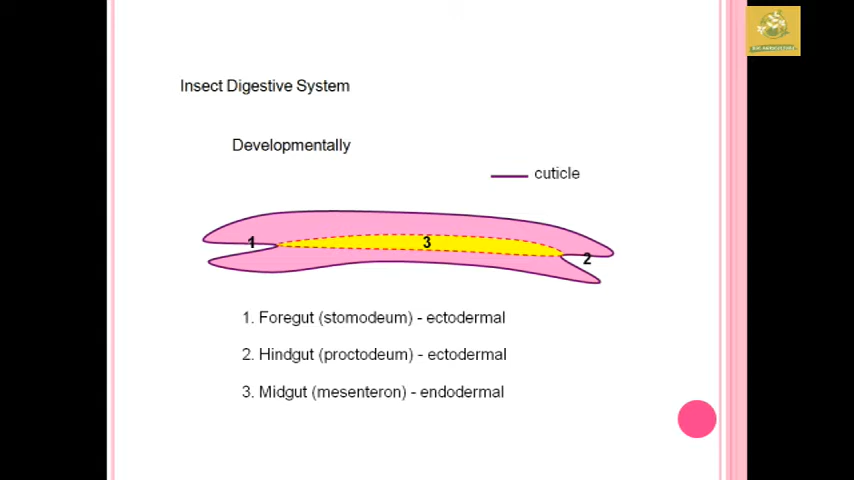 Insect Digestive System
Developmentally
cuticle
1
3
2
1. Foregut (stomodeum) - ectodermal
2. Hindgut (proctodeum) - ectodermal
3. Midgut (mesenteron) - endodermal